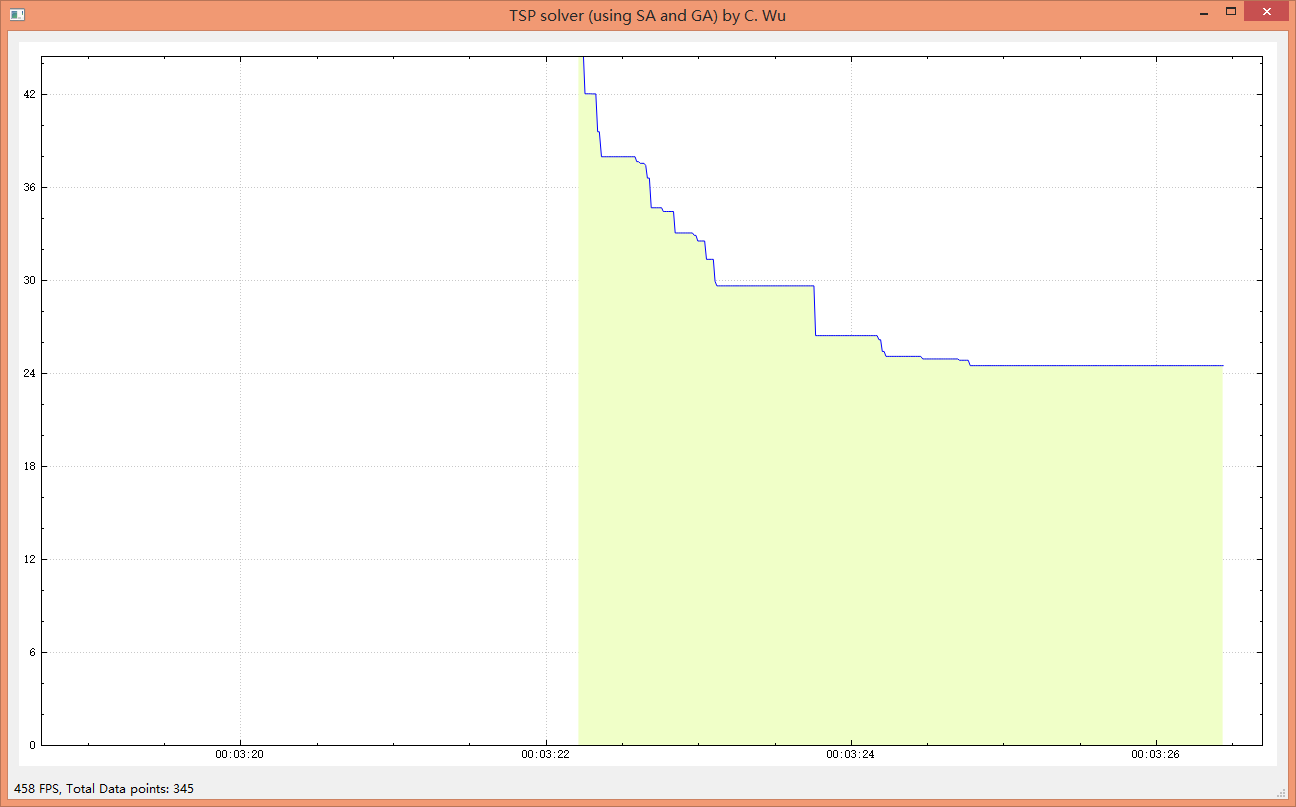 TSP solver (using SA and GA) by C. Wu
42
36
30
24
18
12
6
0
00:03:20 00:03:22 00:03:24 00:03:26
458 FPS, Total Data points: 345